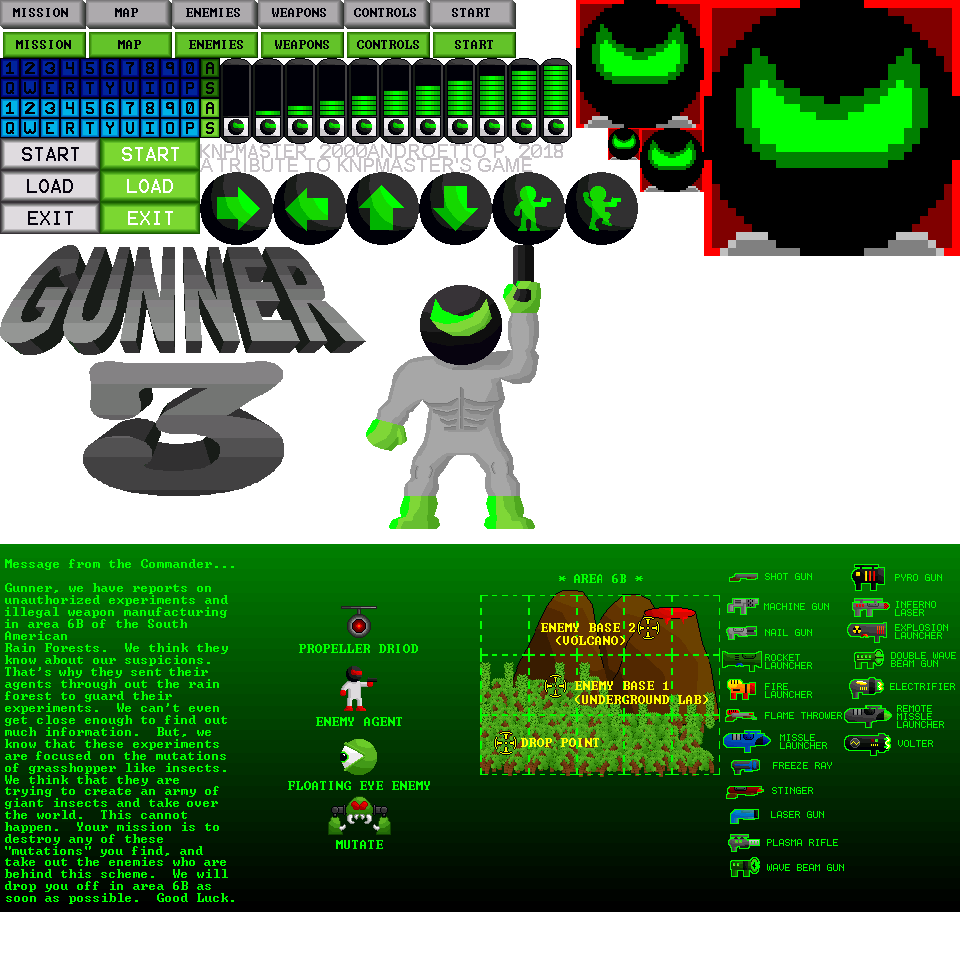 MISSION MAP ENEMIES WEAPONS CONTROLS START
MISSION MAP ENEMIES WEAPONS CONTROLS START
1 2 3 4 5 6 7 8 9 0 A
Q W E R T Y U I O P S
1 2 3 4 5 6 7 8 9 0 A
Q W E R T Y U I O P S
START START
LOAD LOAD
EXIT EXIT
KNPMASTER 2000ANDROETTO P. 2018
A TRIBUTE TO KNPMASTER'S GAME
GUNNER
3
Message from the Commander...
Gunner, we have reports on
unauthorized experiments and
illegal weapon manufacturing
in area 6B of the South
American
Rain Forests. We think they
know about our suspicions.
That's why they sent their
agents through out the rain
forest to guard their
experiments. We can't even
get close enough to find out
much information. But, we
know that these experiments
are focused on the mutations
of grasshopper like insects.
We think that they are
trying to create an army of
giant insects and take over
the world. This cannot
happen. Your mission is to
destroy any of these
"mutations" you find, and
take out the enemies who are
behind this scheme. We will
drop you off in area 6B as
soon as possible. Good Luck.
PROPELLER DRIOD
ENEMY AGENT
FLOATING EYE ENEMY
MUTATE
* AREA 6B *
ENEMY BASE 2
<VOLCANO>
ENEMY BASE 1
<UNDERGROUND LAB>
DROP POINT
SHOT GUN
MACHINE GUN
NAIL GUN
ROCKET
LAUNCHER
FIRE
LAUNCHER
FLAME THROWER
MISSLE
LAUNCHER
FREEZE RAY
STINGER
LASER GUN
PLASMA RIFLE
WAVE BEAM GUN
PYRO GUN
INFERNO
LASER
EXPLOSION
LAUNCHER
DOUBLE WAVE
BEAM GUN
ELECTRIFIER
REMOTE
MISSLE
LAUNCHER
VOLTER